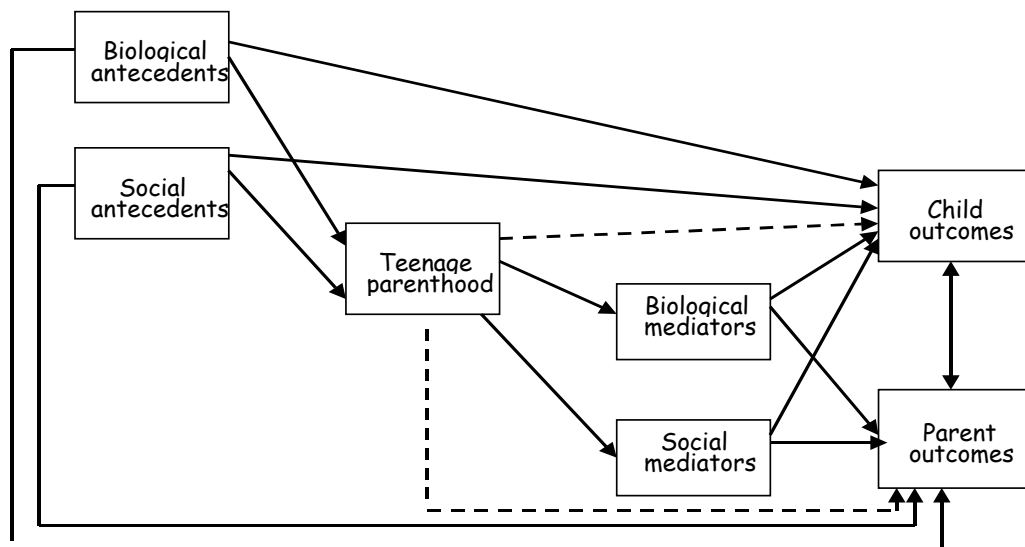 Biological
antecedents
Social
antecedents
Teenage
parenthood
Biological
mediators
Social
mediators
Child
outcomes
Parent
outcomes